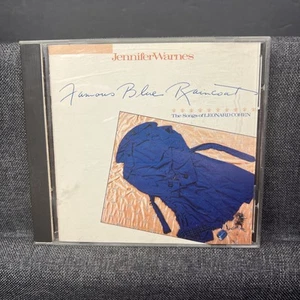 Jennifer Warnes
Famous Blue Raincoat
The Songs of LEONARD COHEN